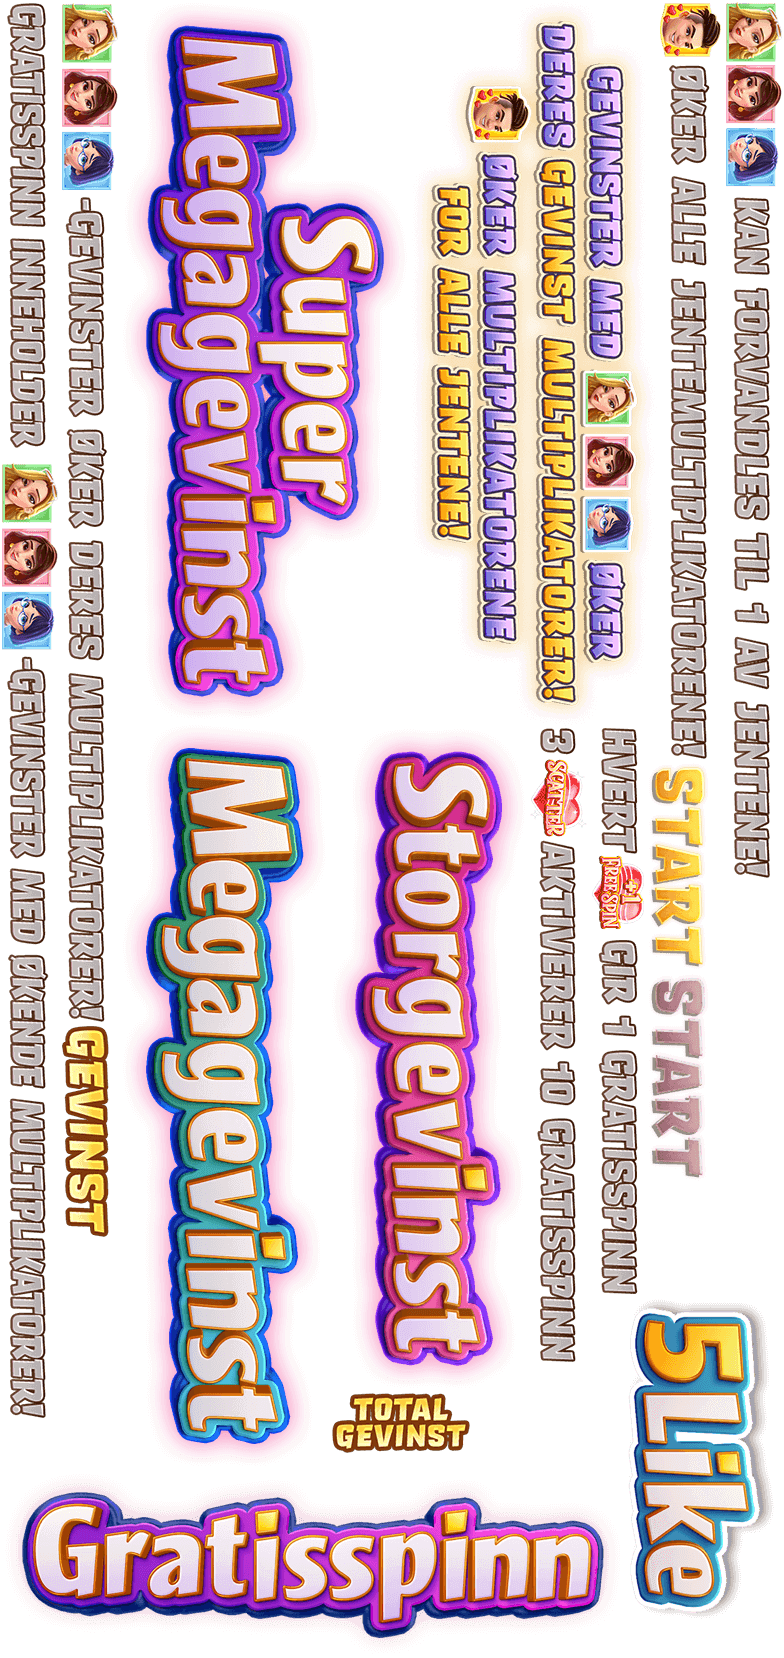 KAN FORVANDLES TIL 1 AV JENTENE!
ØKER ALLE JENTEMULTIPLIKATORENE!
START
START
5 Like
GEVINSTER MED ØKER
DERES GEVINST MULTIPLIKATORER!
ØKER MULTIPLIKATORENE
FOR ALLE JENTENE!
HVERT +1 FREE SPIN GIR 1 GRATISSPINN
3 SCATTER AKTIVERER 10 GRATISSPINN
Super
Megagevinst
Storgevinst
Megagevinst
TOTAL
GEVINST
-GEVINSTER ØKER DERES MULTIPLIKATORER!
GEVINST
GRATISSPINN INNEHOLDER -GEVINSTER MED ØKENDE MULTIPLIKATORER!
Gratisspinn